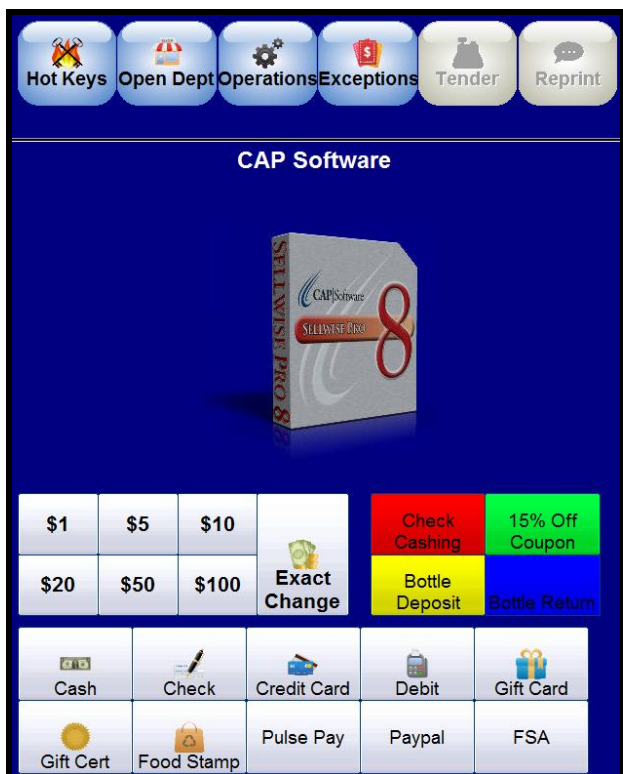 Hot Keys
Open Dept
Operations
Exceptions
Tender
Reprint
CAP Software
SELLWISE PRO 8
CAP|Software
SELLWISE PRO
8
$1
$5
$10
Exact
Change
$20
$50
$100
Check
Cashing
15% Off
Coupon
Bottle
Deposit
Bottle Return
Cash
Check
Credit Card
Debit
Gift Card
Gift Cert
Food Stamp
Pulse Pay
Paypal
FSA